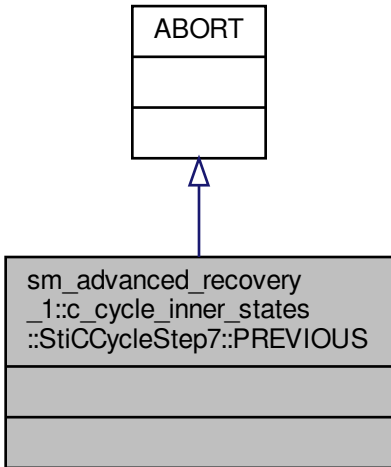 ABORT
sm_advanced_recovery
_1::c_cycle_inner_states
::StiCCycleStep7::PREVIOUS